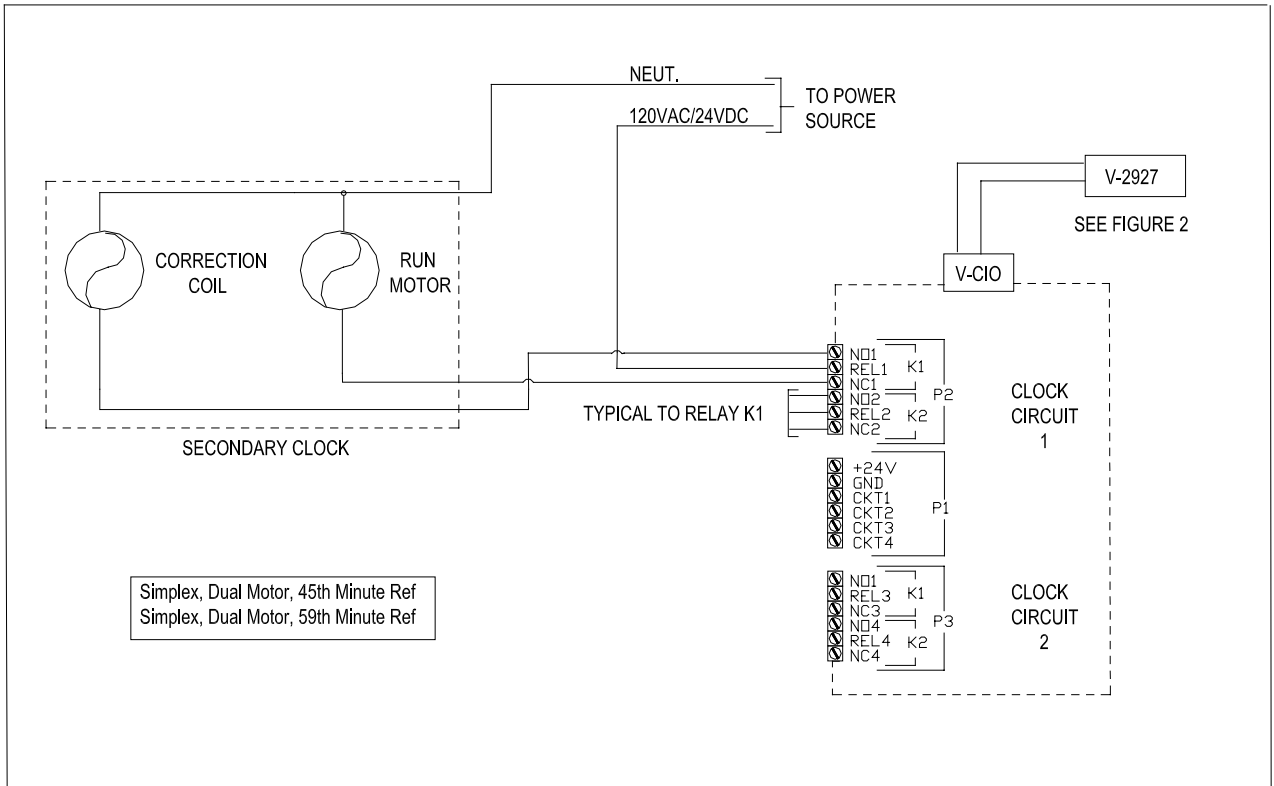 NEUT.
120VAC/24VDC
TO POWER
SOURCE
V-2927
SEE FIGURE 2
V-CIO
CORRECTION
COIL
RUN
MOTOR
SECONDARY CLOCK
TYPICAL TO RELAY K1
NO1
REL1
NC1
NO2
REL2
NC2
K1
K2
P2
CLOCK
CIRCUIT
1
+24V
GND
CKT1
CKT2
CKT3
CKT4
P1
NO1
REL3
NC3
NO4
REL4
NC4
K1
K2
P3
CLOCK
CIRCUIT
2
Simplex, Dual Motor, 45th Minute Ref
Simplex, Dual Motor, 59th Minute Ref